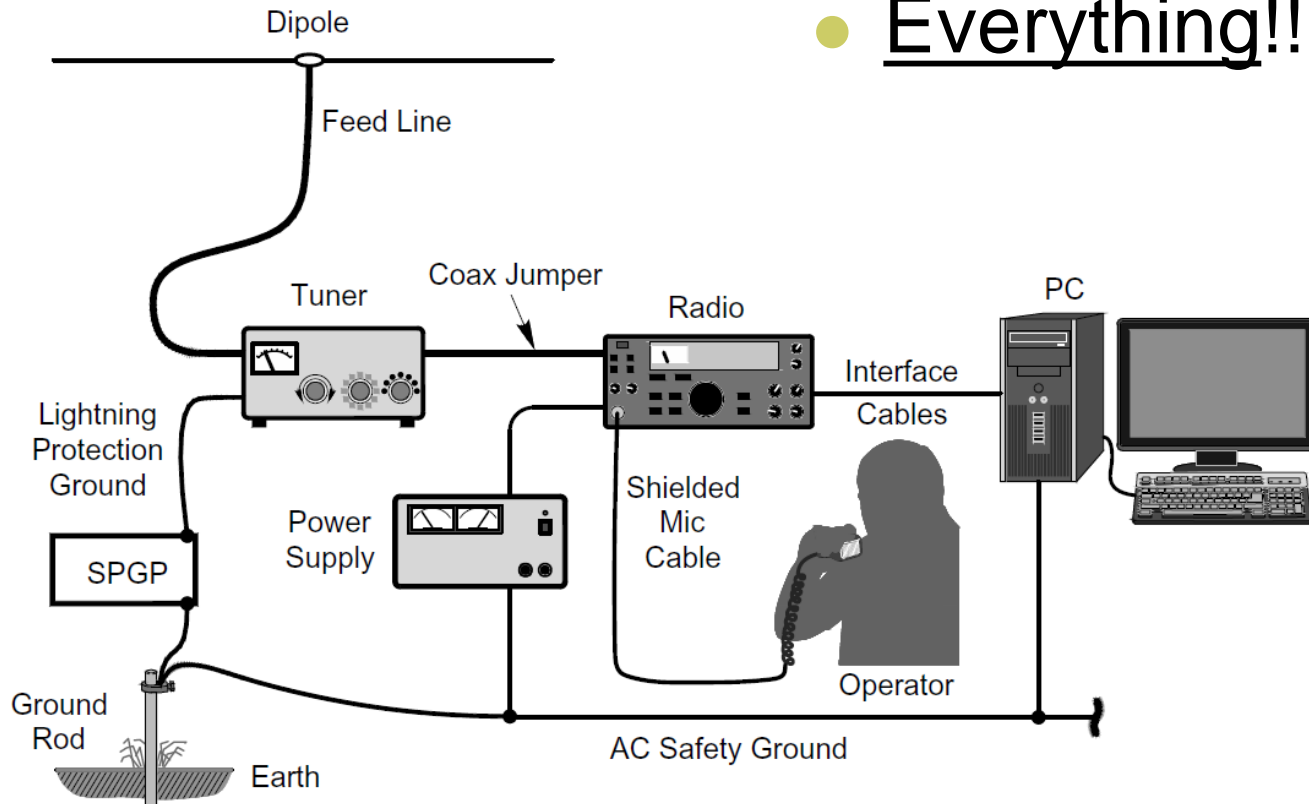 Dipole
• Everything!!
Feed Line
Coax Jumper
Tuner
Radio
PC
Interface
Cables
Lightning
Protection
Ground
Shielded
Mic
Cable
Power
Supply
SPGP
Operator
Ground
Rod
AC Safety Ground
Earth